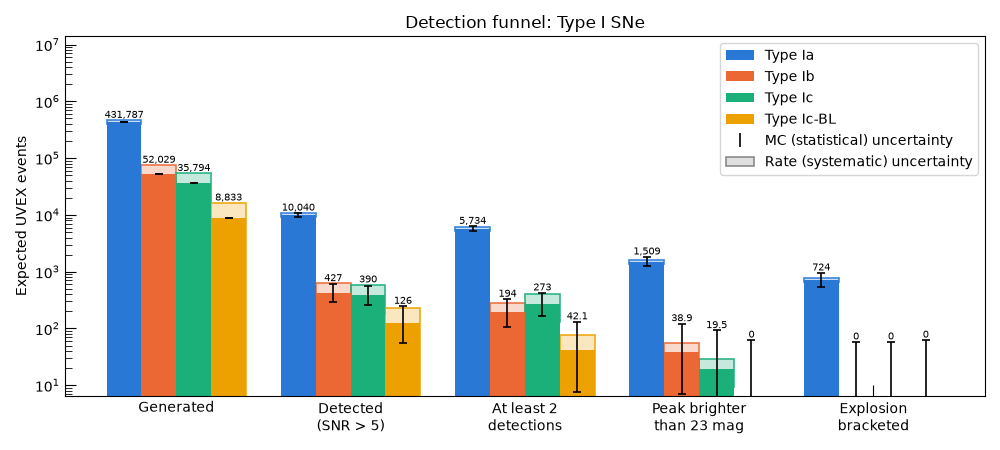 Detection funnel: Type I SNe
Expected UVEX events
10⁷
10⁶
10⁵
10⁴
10³
10²
10¹
Type Ia
Type Ib
Type Ic
Type Ic-BL
MC (statistical) uncertainty
Rate (systematic) uncertainty
431,787
52,029
35,794
8,833
10,040
427
390
126
5,734
194
273
42.1
1,509
38.9
19.5
0
724
0
0
0
Generated
Detected
(SNR > 5)
At least 2
detections
Peak brighter
than 23 mag
Explosion
bracketed